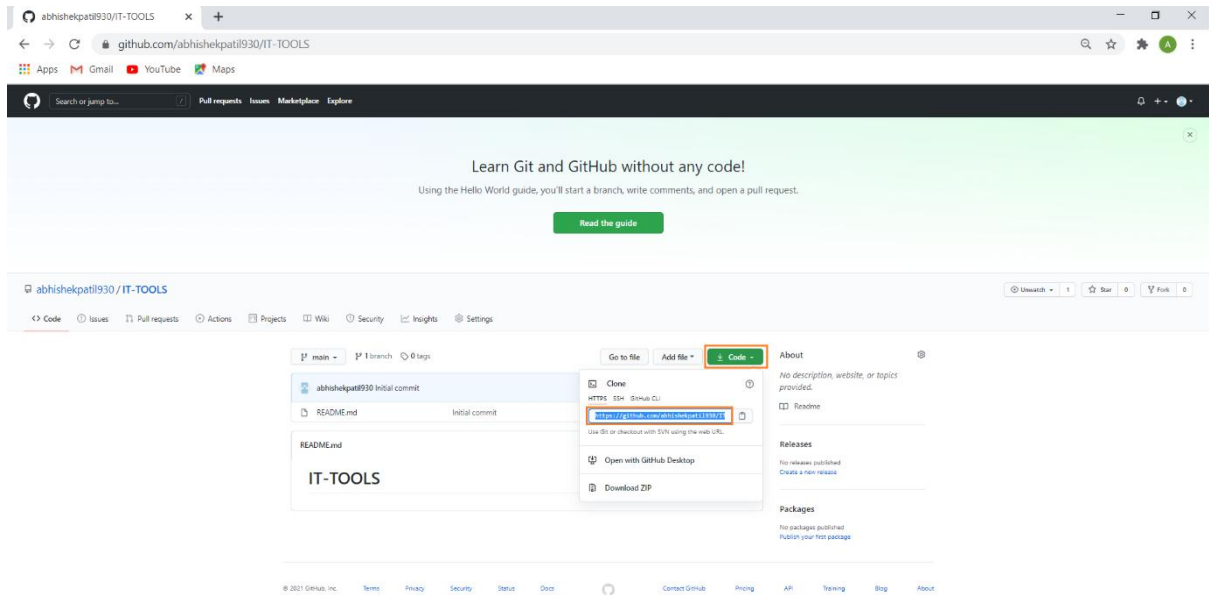 abhishekpatil930/IT-TOOLS
github.com/abhishekpatil930/IT-TOOLS
A
Apps Gmail YouTube Maps
Search or jump to... / Pull requests Issues Marketplace Explore
Learn Git and GitHub without any code!
Using the Hello World guide, you'll start a branch, write comments, and open a pull request.
Read the guide
abhishekpatil930 / IT-TOOLS Unwatch 1 Star 0 Fork 0
Code Issues Pull requests Actions Projects Wiki Security Insights Settings
main 1 branch 0 tags Go to file Add file Code
abhishekpatil930 Initial commit
README.md Initial commit
README.md
IT-TOOLS
Clone
HTTPS SSH GitHub CLI
https://github.com/abhishekpatil1930/IT
Use Git or checkout with SVN using the web URL.
Open with GitHub Desktop
Download ZIP
About
No description, website, or topics
provided.
Readme
Releases
No releases published
Create a new release
Packages
No packages published
Publish your first package
© 2021 GitHub, Inc. Terms Privacy Security Status Docs Contact GitHub Pricing API Training Blog About